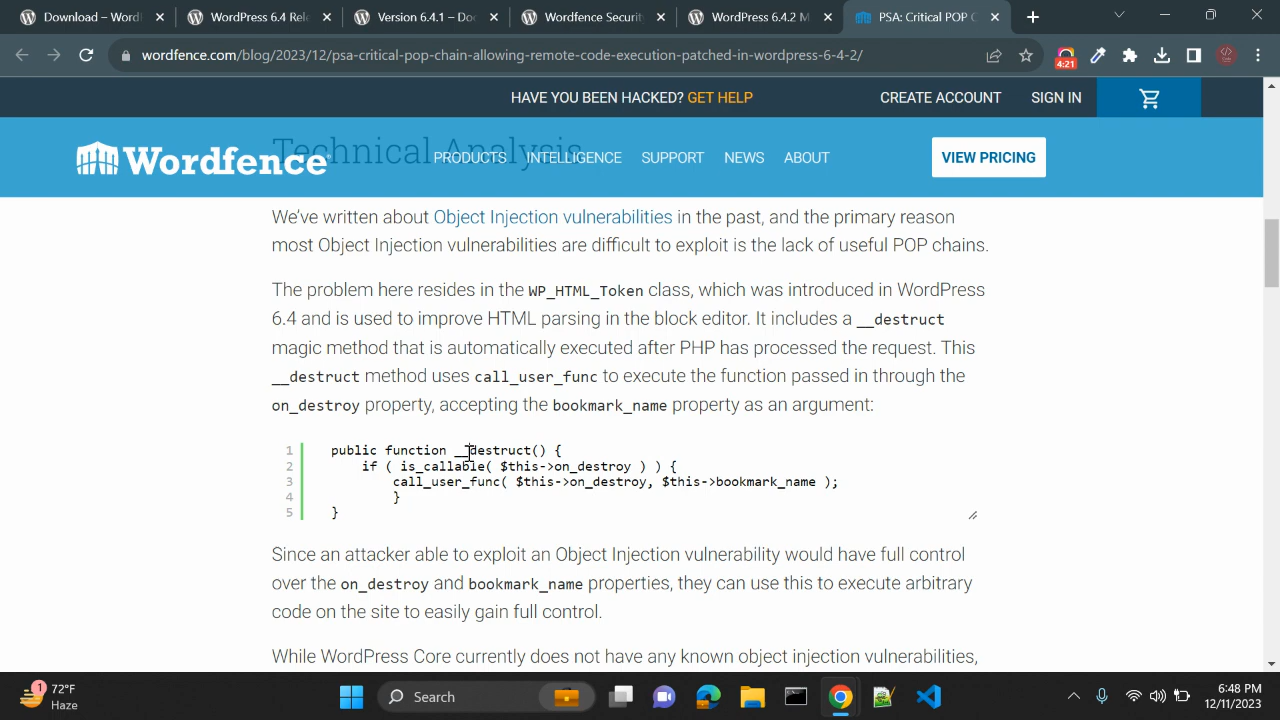 Download – Word
WordPress 6.4 Rele
Version 6.4.1 – Doc
Wordfence Securit
WordPress 6.4.2 M
PSA: Critical POP C
wordfence.com/blog/2023/12/psa-critical-pop-chain-allowing-remote-code-execution-patched-in-wordpress-6-4-2/
4:21
HAVE YOU BEEN HACKED? GET HELP
CREATE ACCOUNT
SIGN IN
Technical Analysis
Wordfence
PRODUCTS
INTELLIGENCE
SUPPORT
NEWS
ABOUT
VIEW PRICING
We've written about Object Injection vulnerabilities in the past, and the primary reason
most Object Injection vulnerabilities are difficult to exploit is the lack of useful POP chains.
The problem here resides in the WP_HTML_Token class, which was introduced in WordPress
6.4 and is used to improve HTML parsing in the block editor. It includes a __destruct
magic method that is automatically executed after PHP has processed the request. This
__destruct method uses call_user_func to execute the function passed in through the
on_destroy property, accepting the bookmark_name property as an argument:
1 public function __destruct() {
2 if ( is_callable( $this->on_destroy ) ) {
3 call_user_func( $this->on_destroy, $this->bookmark_name );
4 }
5 }
Since an attacker able to exploit an Object Injection vulnerability would have full control
over the on_destroy and bookmark_name properties, they can use this to execute arbitrary
code on the site to easily gain full control.
While WordPress Core currently does not have any known object injection vulnerabilities,
1
72°F
Haze
Search
6:48 PM
12/11/2023